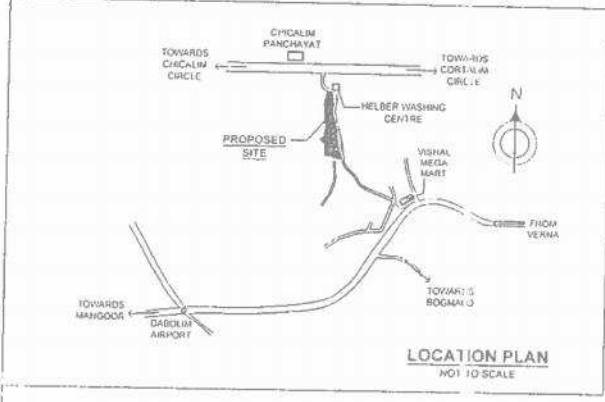 CHICALIM
PANCHAYAT
TOWARDS
CHICALIM
CIRCLE
TOWARDS
CORTALIM
CIRCLE
HELBER WASHING
CENTRE
PROPOSED
SITE
N
VISHAL
MEGA
MART
FROM
VERNA
TOWARDS
BOGMALO
TOWARDS
MANGOOR
DABOLIM
AIRPORT
LOCATION PLAN
NOT TO SCALE